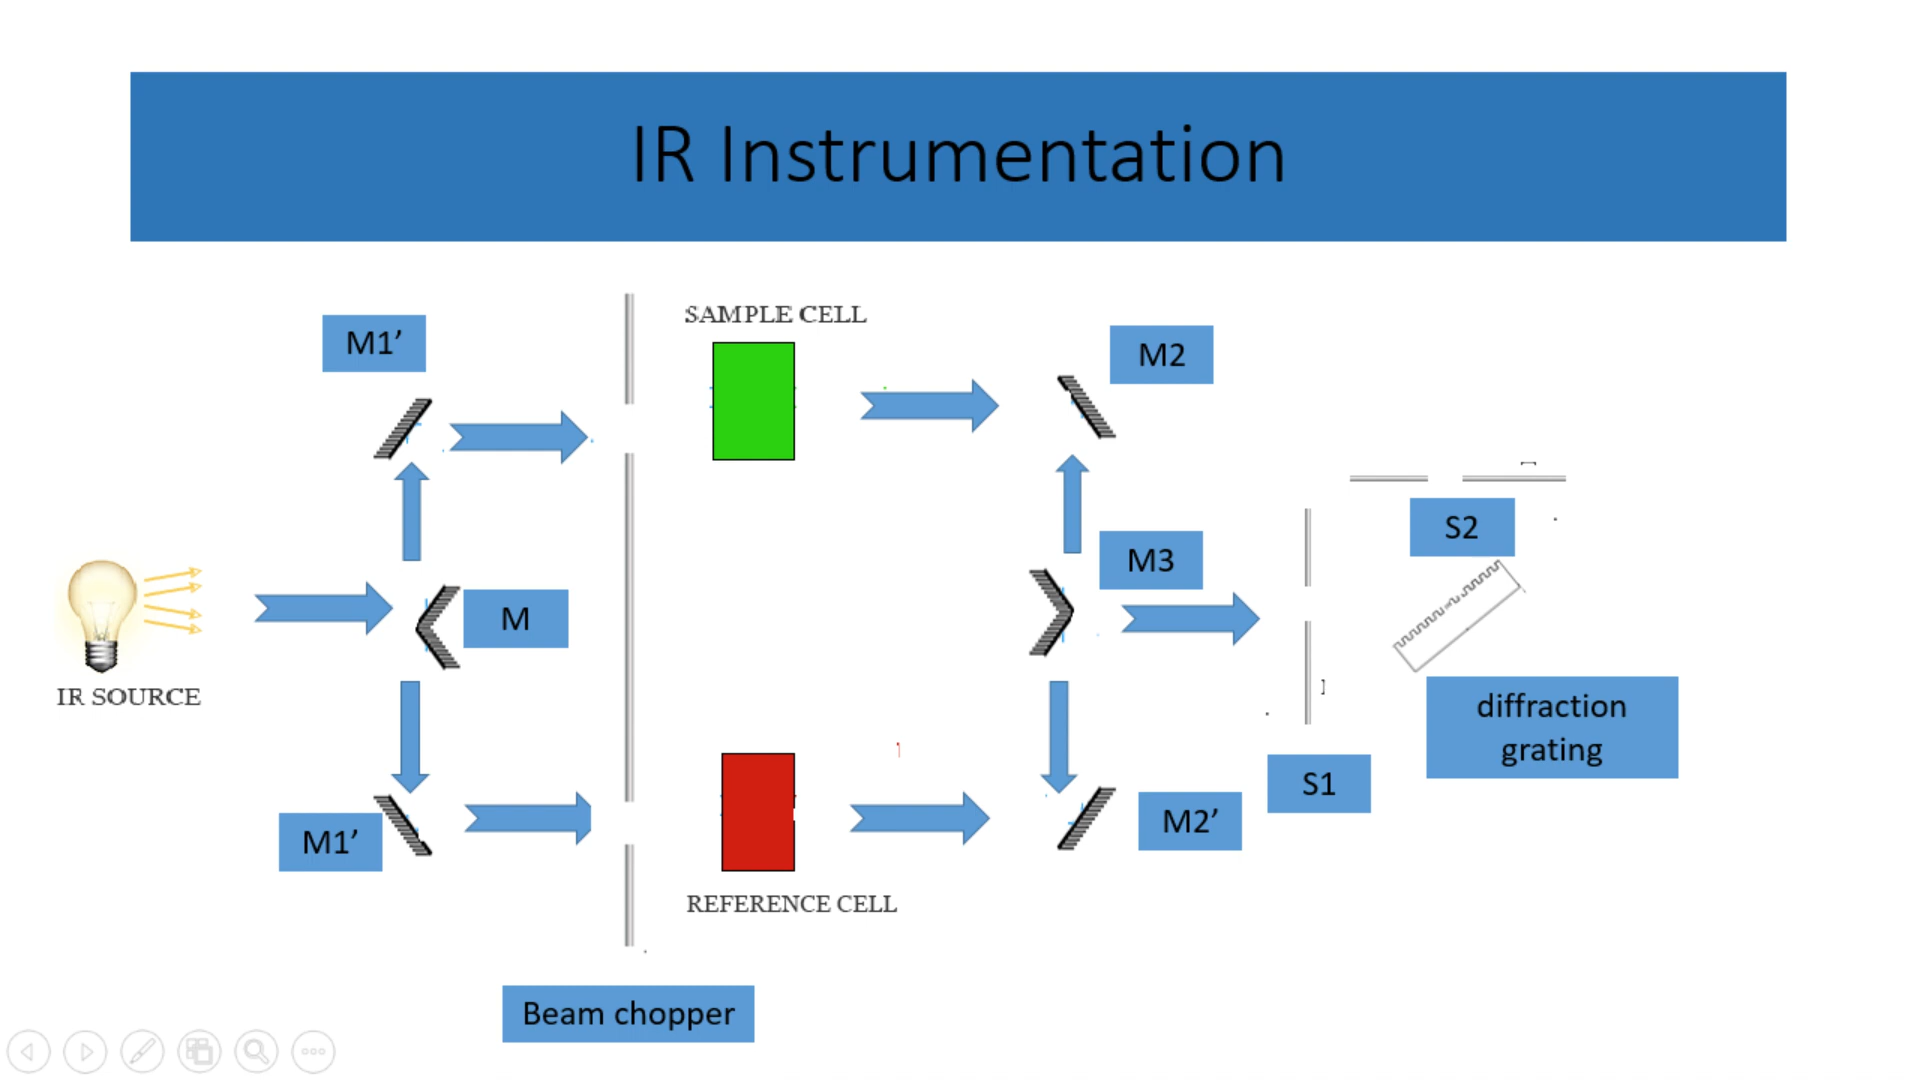 IR Instrumentation
M1’
SAMPLE CELL
M2
S2
M3
M
IR SOURCE
diffraction
grating
S1
M1’
M2’
REFERENCE CELL
Beam chopper